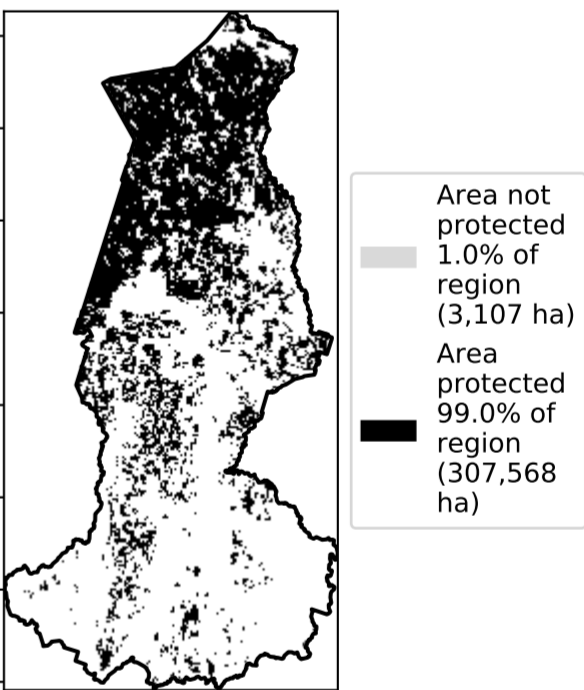 Area not
protected
1.0% of
region
(3,107 ha)
Area
protected
99.0% of
region
(307,568
ha)